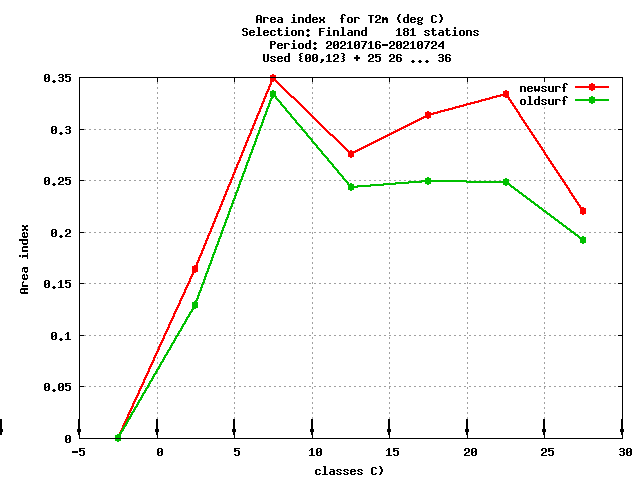 Area index  for T2m (deg C)
Selection: Finland    181 stations
Period: 20210716-20210724
Used {00,12} + 25 26 ... 36
newsurf
oldsurf
Area index
0.35
0.3
0.25
0.2
0.15
0.1
0.05
0
-5 0 5 10 15 20 25 30
classes C)